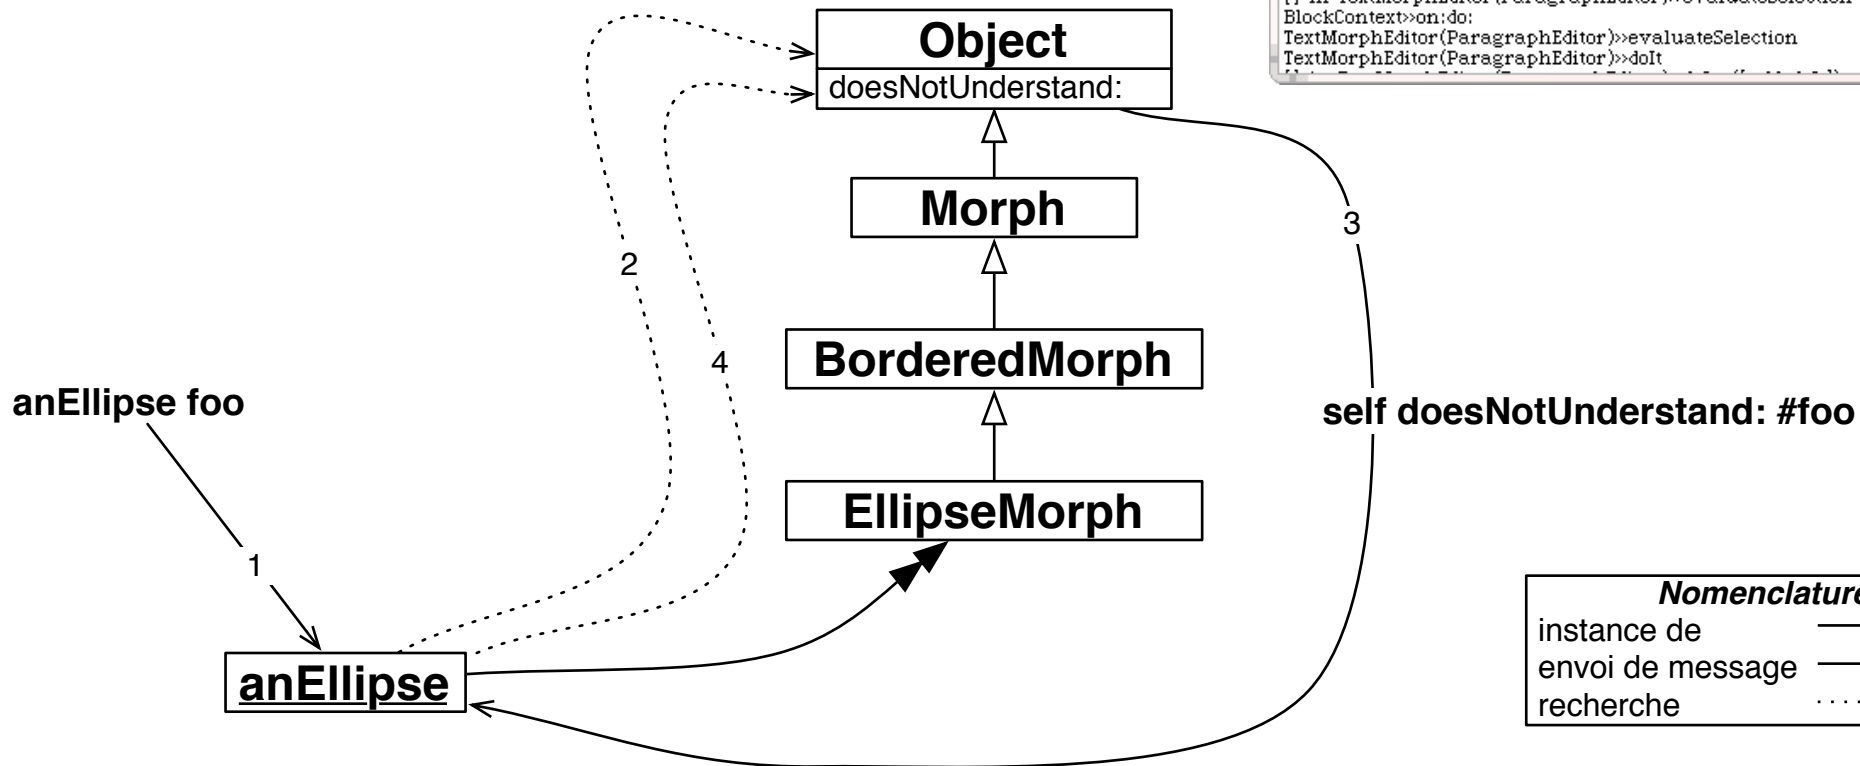 BlockContext>>on:do:
TextMorphEditor(ParagraphEditor)>>evaluateSelection
TextMorphEditor(ParagraphEditor)>>doIt
Object
doesNotUnderstand:
Morph
3
2
BorderedMorph
4
anEllipse foo
self doesNotUnderstand: #foo
EllipseMorph
1
Nomenclature
instance de
envoi de message
recherche
anEllipse